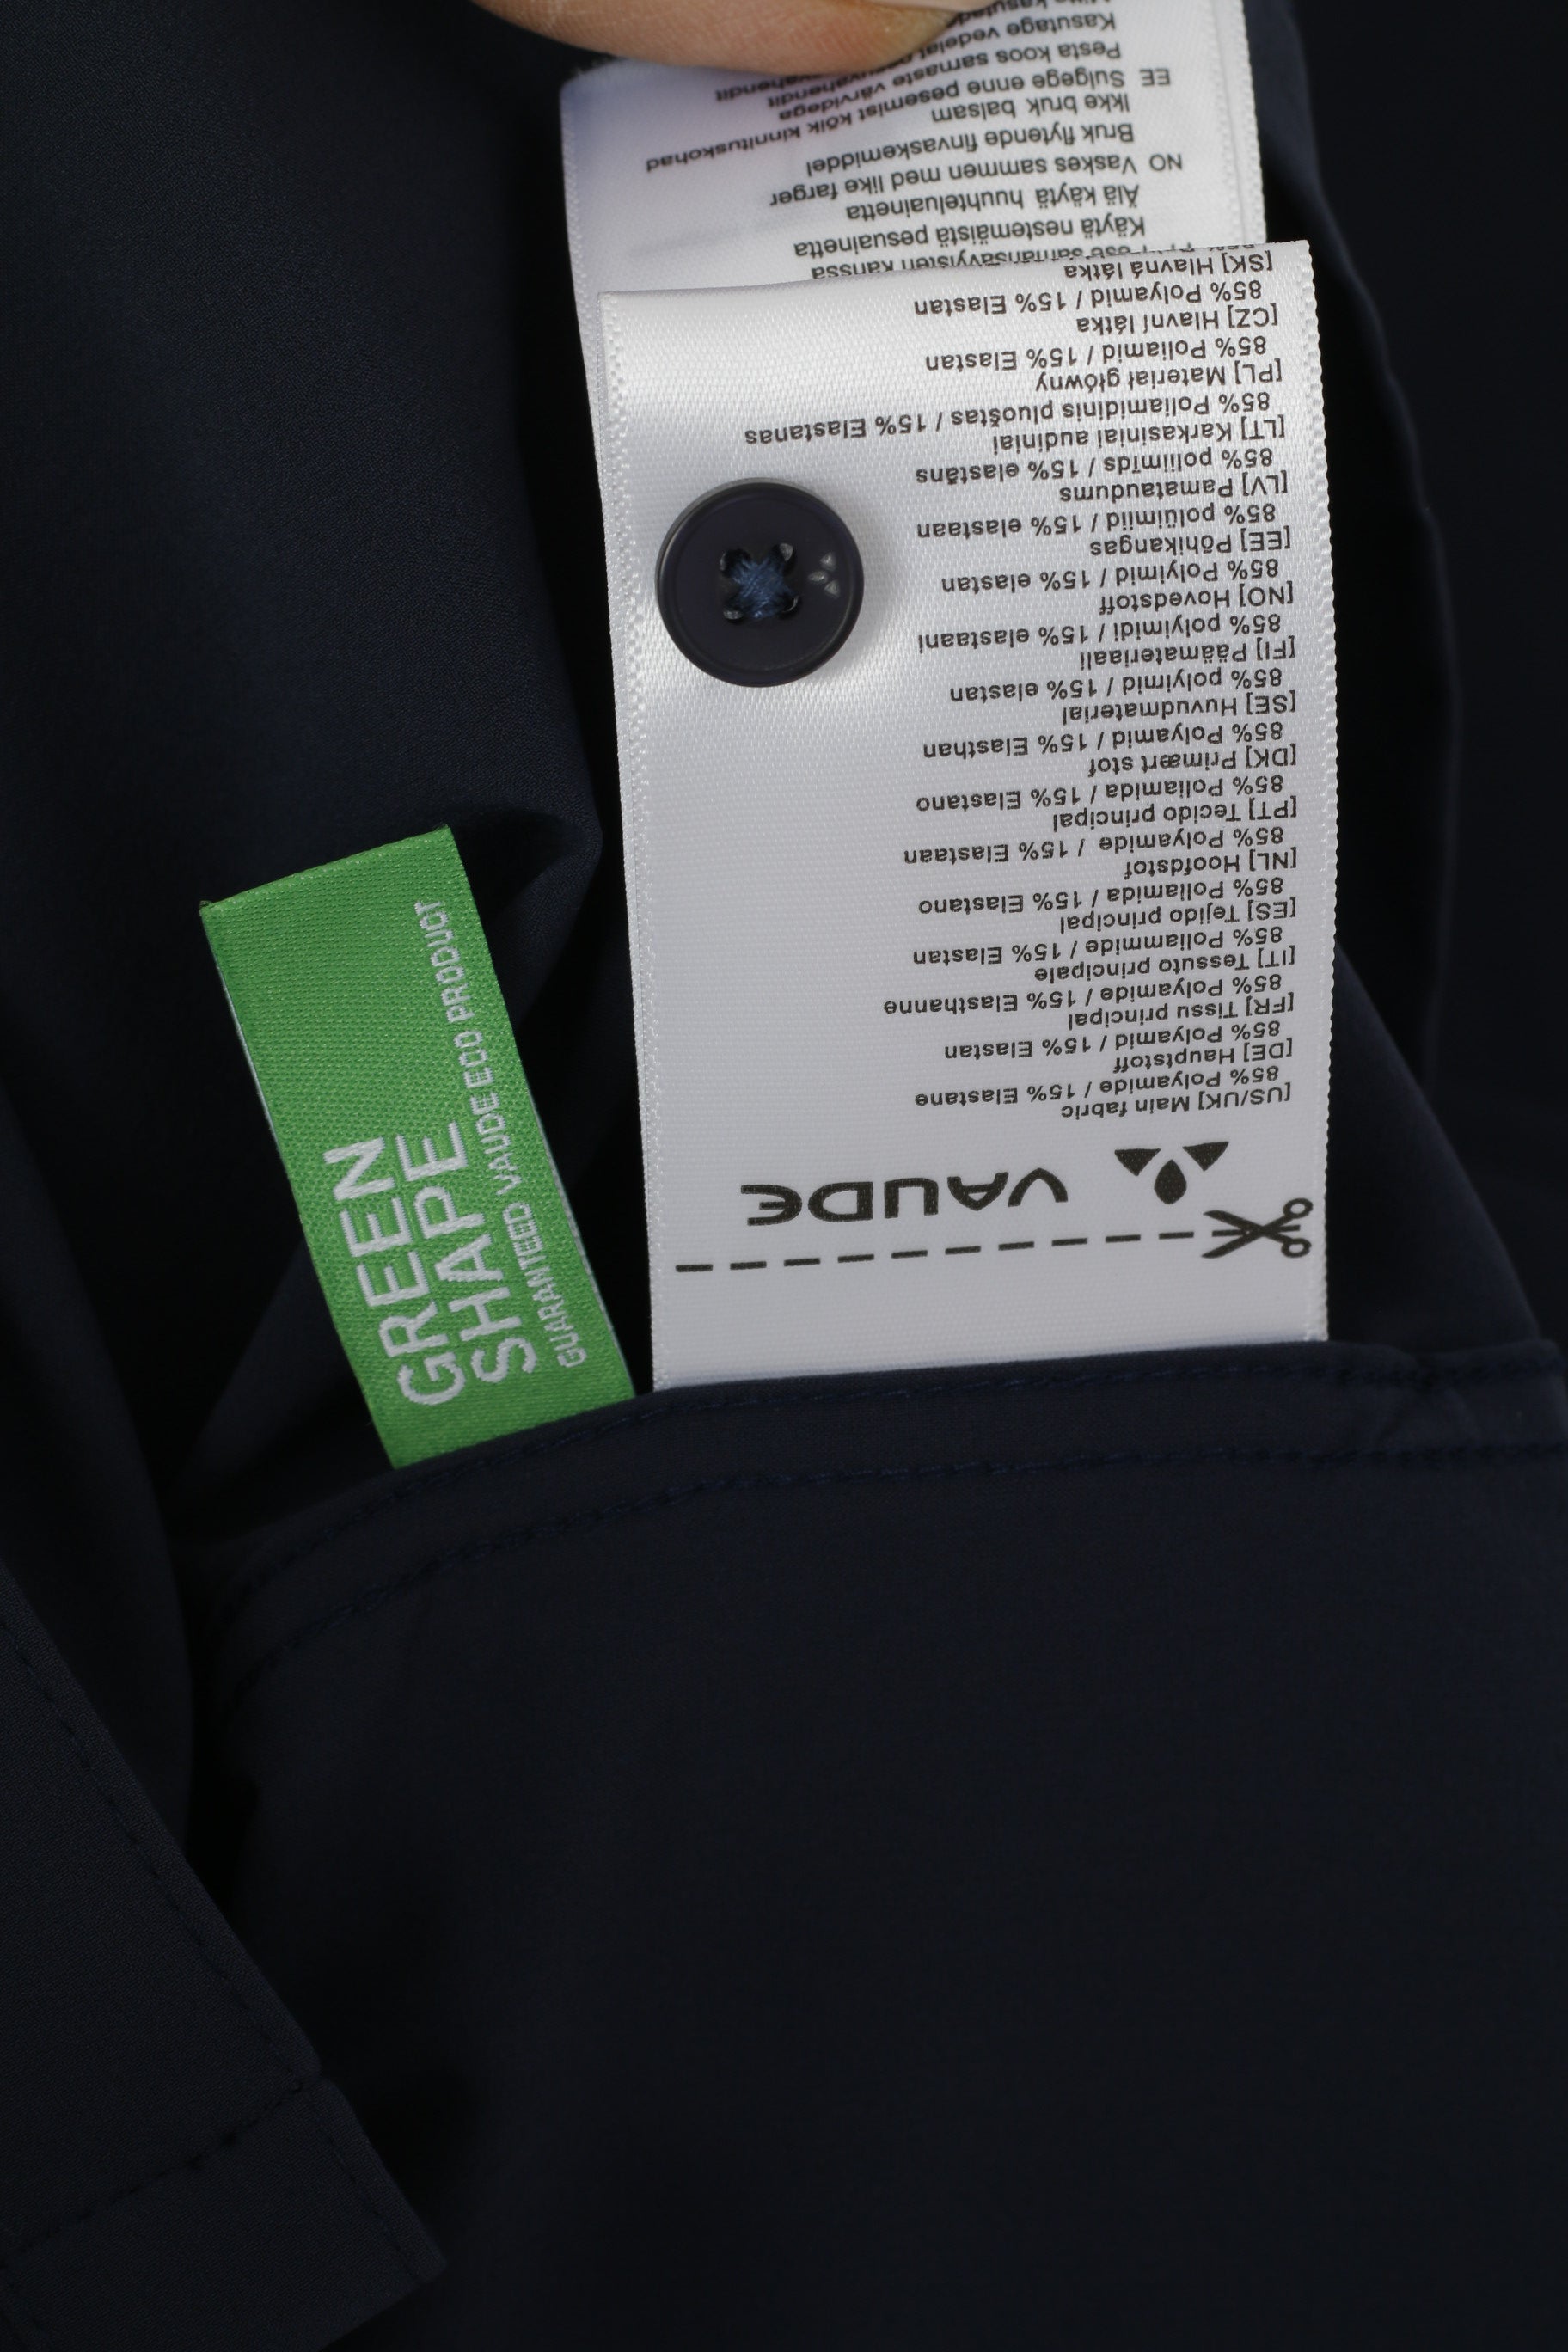 VAUDE
[US/UK] Main fabric
85% Polyamide / 15% Elastane
[DE] Hauptstoff
85% Polyamid / 15% Elastan
[FR] Tissu principal
85% Polyamide / 15% Elasthanne
[IT] Tessuto principale
85% Poliammide / 15% Elastan
[ES] Tejido principal
85% Poliamida / 15% Elastano
[NL] Hoofdstof
85% Polyamide / 15% Elastaan
[PT] Tecido principal
85% Poliamida / 15% Elastano
[DK] Primært stof
85% Polyamid / 15% Elasthan
[SE] Huvudmaterial
85% polyimid / 15% elastan
[FI] Päämateriaali
85% polyimidi / 15% elastaani
[NO] Hovedstoff
85% Polyimid / 15% elastan
[EE] Põhikangas
85% polüimiid / 15% elastaan
[LV] Pamataudums
85% poliimīds / 15% elastāns
[LT] Karkasiniai audiniai
85% Poliamidinis pluoštas / 15% Elastanas
[PL] Materiał główny
85% Poliamid / 15% Elastan
[CZ] Hlavní látka
85% Polyamid / 15% Elastan
[SK] Hlavná látka
samansävyisten kanssa
Käytä nestemäistä pesuainetta
Älä käytä huuhteluainetta
NO Vaskes sammen med like farger
Bruk flytende finvaskemiddel
Ikke bruk balsam
EE Sulgege enne pesemist kõik kinnituskohad
Pesta koos sarnaste värvidega
Kasutage vedelat pesuvahendit
GREEN
SHAPE
GUARANTEED VAUDE ECO PRODUCT